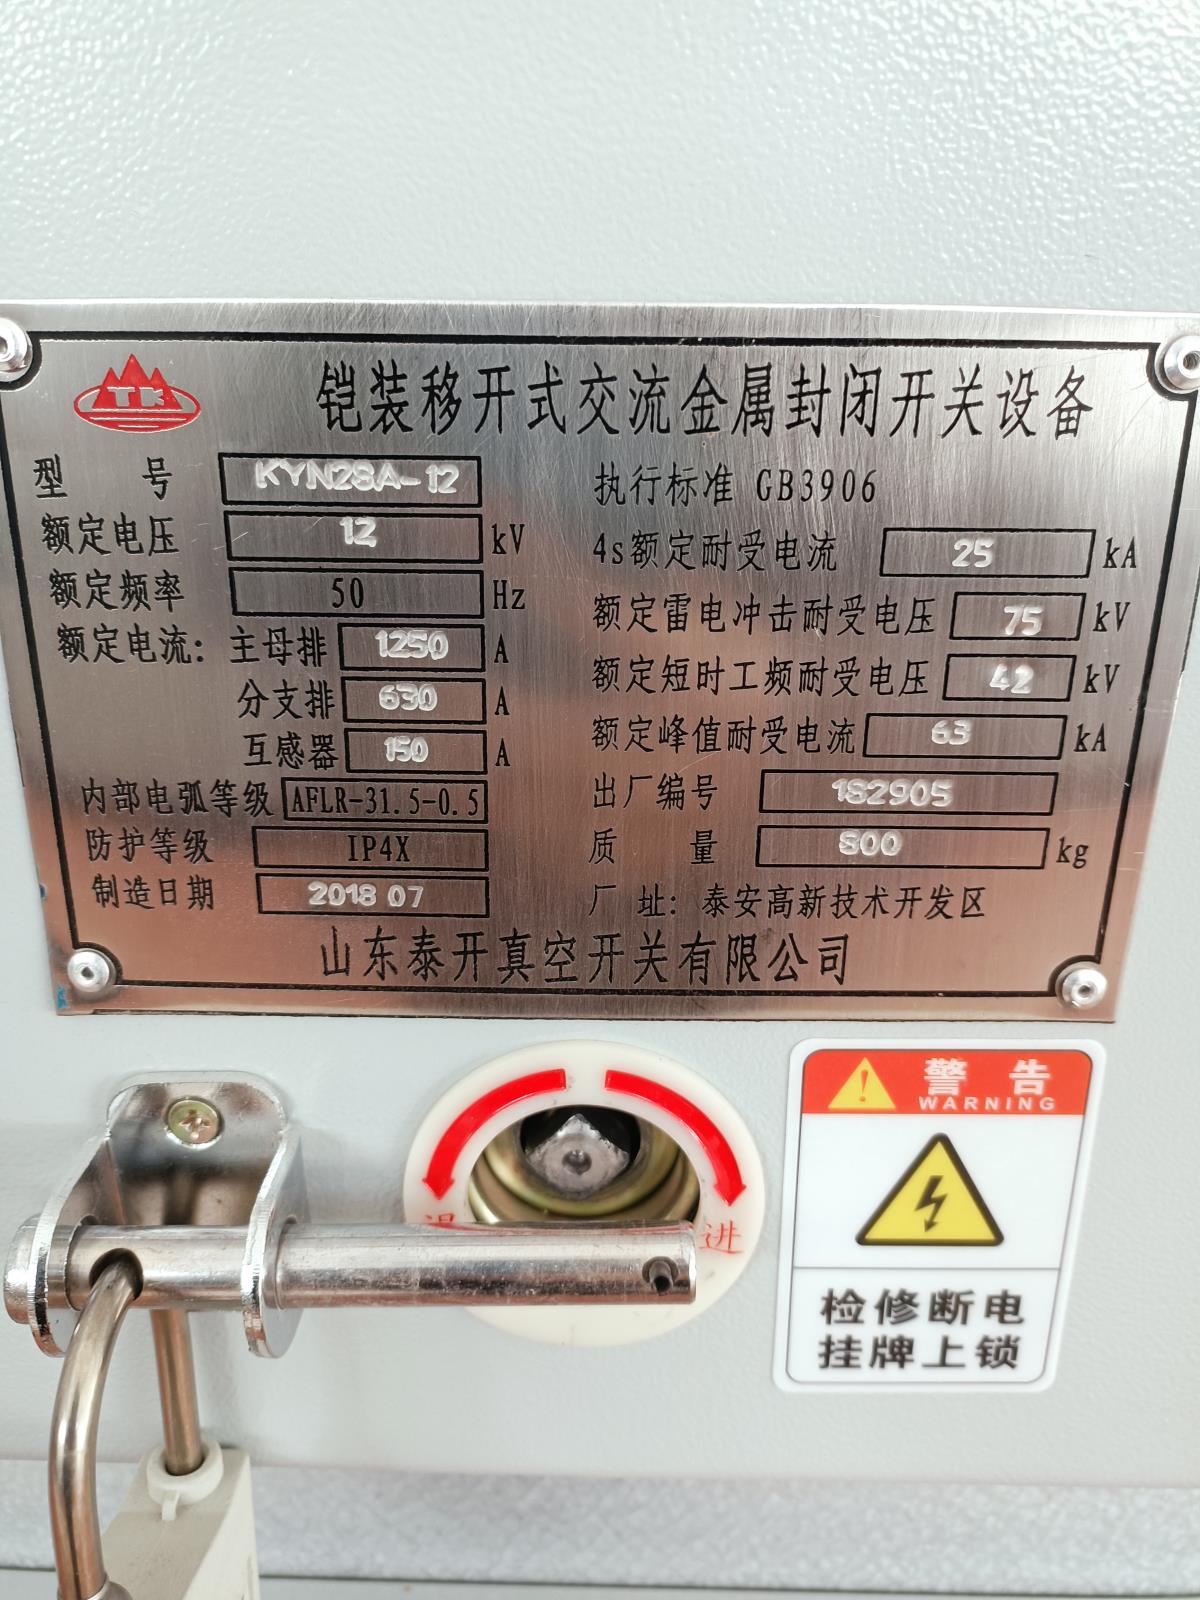 TK
铠装移开式交流金属封闭开关设备
型 号 KYN28A-12
额定电压 12 kV
额定频率 50 Hz
额定电流: 主母排 1250 A
分支排 630 A
互感器 150 A
内部电弧等级 AFLR-31.5-0.5
防护等级 IP4X
制造日期 2018 07
执行标准 GB3906
4s额定耐受电流 25 kA
额定雷电冲击耐受电压 75 kV
额定短时工频耐受电压 42 kV
额定峰值耐受电流 63 kA
出厂编号 182905
质 量 800 kg
厂 址: 泰安高新技术开发区
山东泰开真空开关有限公司
进
警告
WARNING
检修断电
挂牌上锁